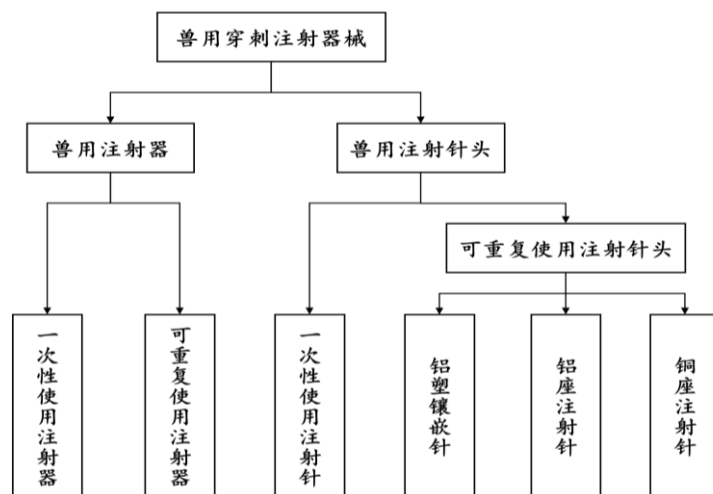 兽用穿刺注射器械
兽用注射器
兽用注射针头
可重复使用注射针头
一次性使用注射器
可重复使用注射器
一次性使用注射针
铝塑镶嵌针
铝座注射针
铜座注射针